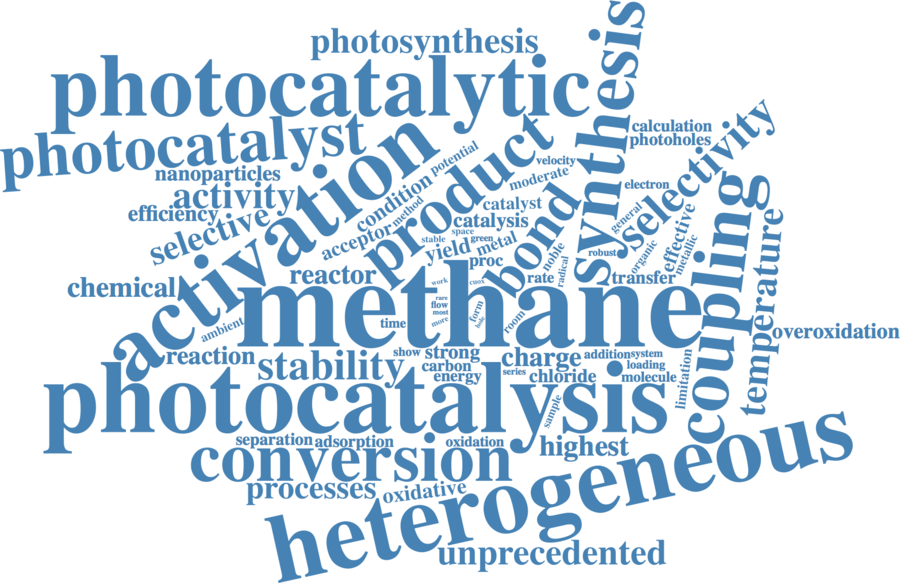 photosynthesis
photocatalytic
photocatalyst
synthesis
calculation
photoholes
selectivity
nanoparticles
activity
efficiency
selective
activation
condition
potential
method
acceptor
product
velocity
moderate
electron
catalyst
catalysis
stable
space
green
yield
metal
proc
bond
noble
radical
general
robust
organic
effective
metallic
coupling
temperature
chemical
reactor
methane
work
cuox
rare
flow
most
more
form
hole
room
rate
transfer
time
ambient
overoxidation
reaction
stability
show
strong
carbon
energy
charge
series
chloride
addition
system
loading
molecule
limitation
photocatalysis
sample
separation
adsorption
oxidation
highest
conversion
processes
oxidative
heterogeneous
unprecedented